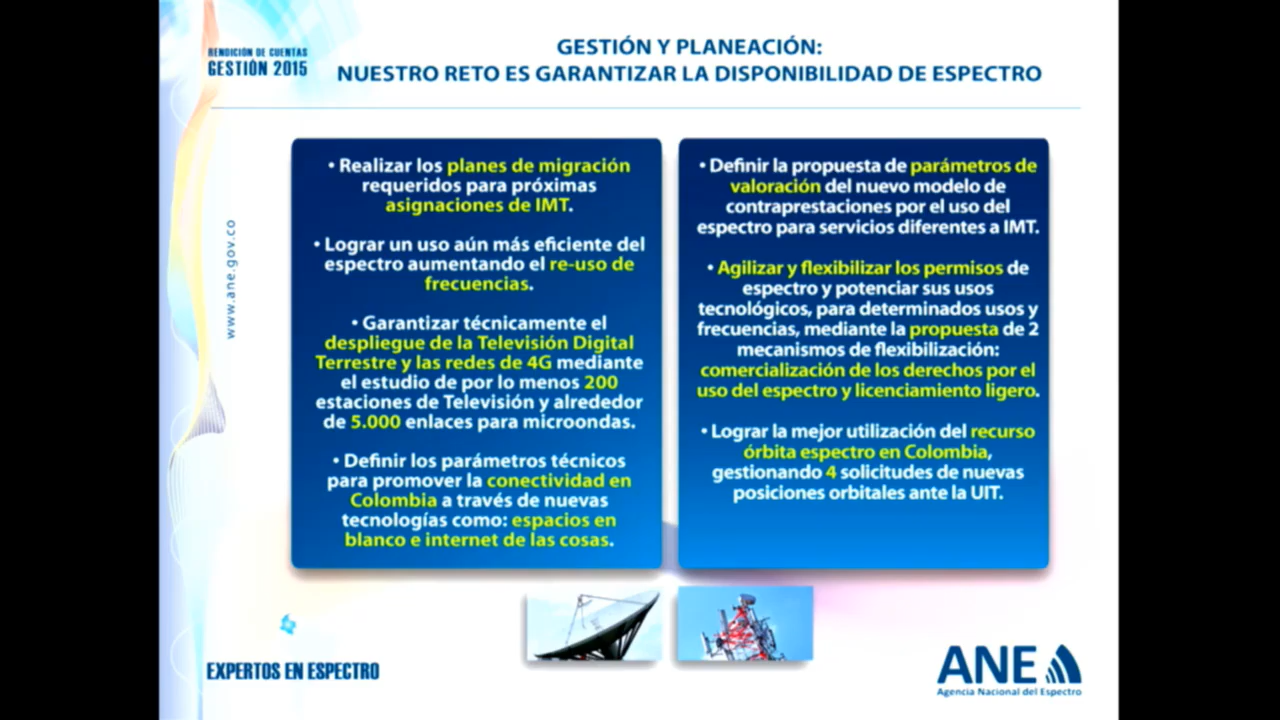 RENDICIÓN DE CUENTAS
GESTIÓN 2015
GESTIÓN Y PLANEACIÓN:
NUESTRO RETO ES GARANTIZAR LA DISPONIBILIDAD DE ESPECTRO
www.ane.gov.co
• Realizar los planes de migración
requeridos para próximas
asignaciones de IMT.
• Lograr un uso aún más eficiente del
espectro aumentando el re-uso de
frecuencias.
• Garantizar técnicamente el
despliegue de la Televisión Digital
Terrestre y las redes de 4G mediante
el estudio de por lo menos 200
estaciones de Televisión y alrededor
de 5.000 enlaces para microondas.
• Definir los parámetros técnicos
para promover la conectividad en
Colombia a través de nuevas
tecnologías como: espacios en
blanco e internet de las cosas.
• Definir la propuesta de parámetros de
valoración del nuevo modelo de
contraprestaciones por el uso del
espectro para servicios diferentes a IMT.
• Agilizar y flexibilizar los permisos de
espectro y potenciar sus usos
tecnológicos, para determinados usos y
frecuencias, mediante la propuesta de 2
mecanismos de flexibilización:
comercialización de los derechos por el
uso del espectro y licenciamiento ligero.
• Lograr la mejor utilización del recurso
órbita espectro en Colombia,
gestionando 4 solicitudes de nuevas
posiciones orbitales ante la UIT.
EXPERTOS EN ESPECTRO
ANE
Agencia Nacional del Espectro